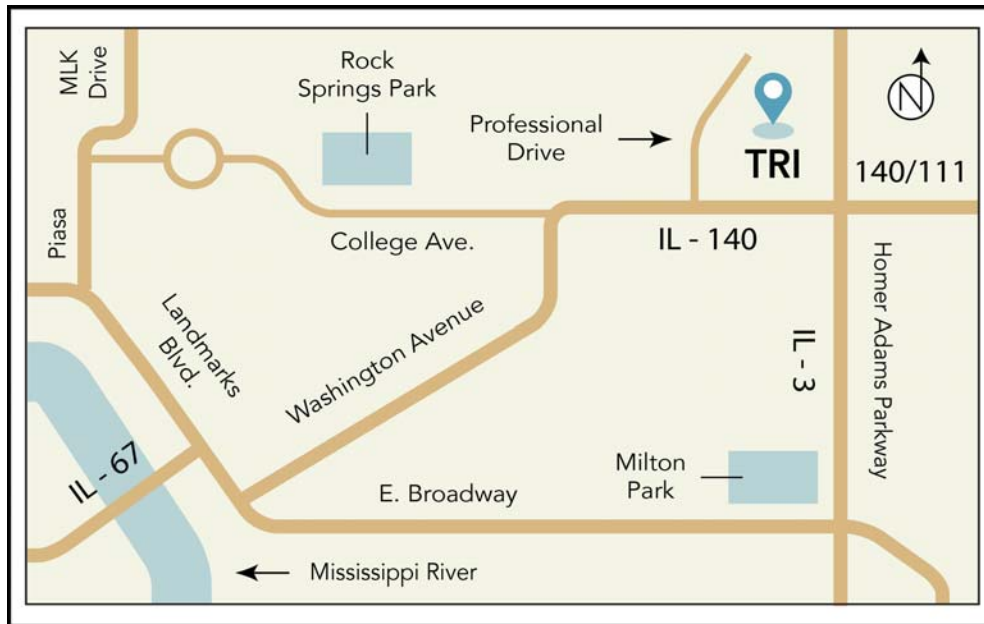 MLK
Drive
Rock
Springs Park
Professional
Drive
TRI
N
140/111
Piasa
College Ave.
IL - 140
Homer Adams Parkway
Landmarks
Blvd.
Washington Avenue
IL - 3
IL - 67
E. Broadway
Milton
Park
Mississippi River